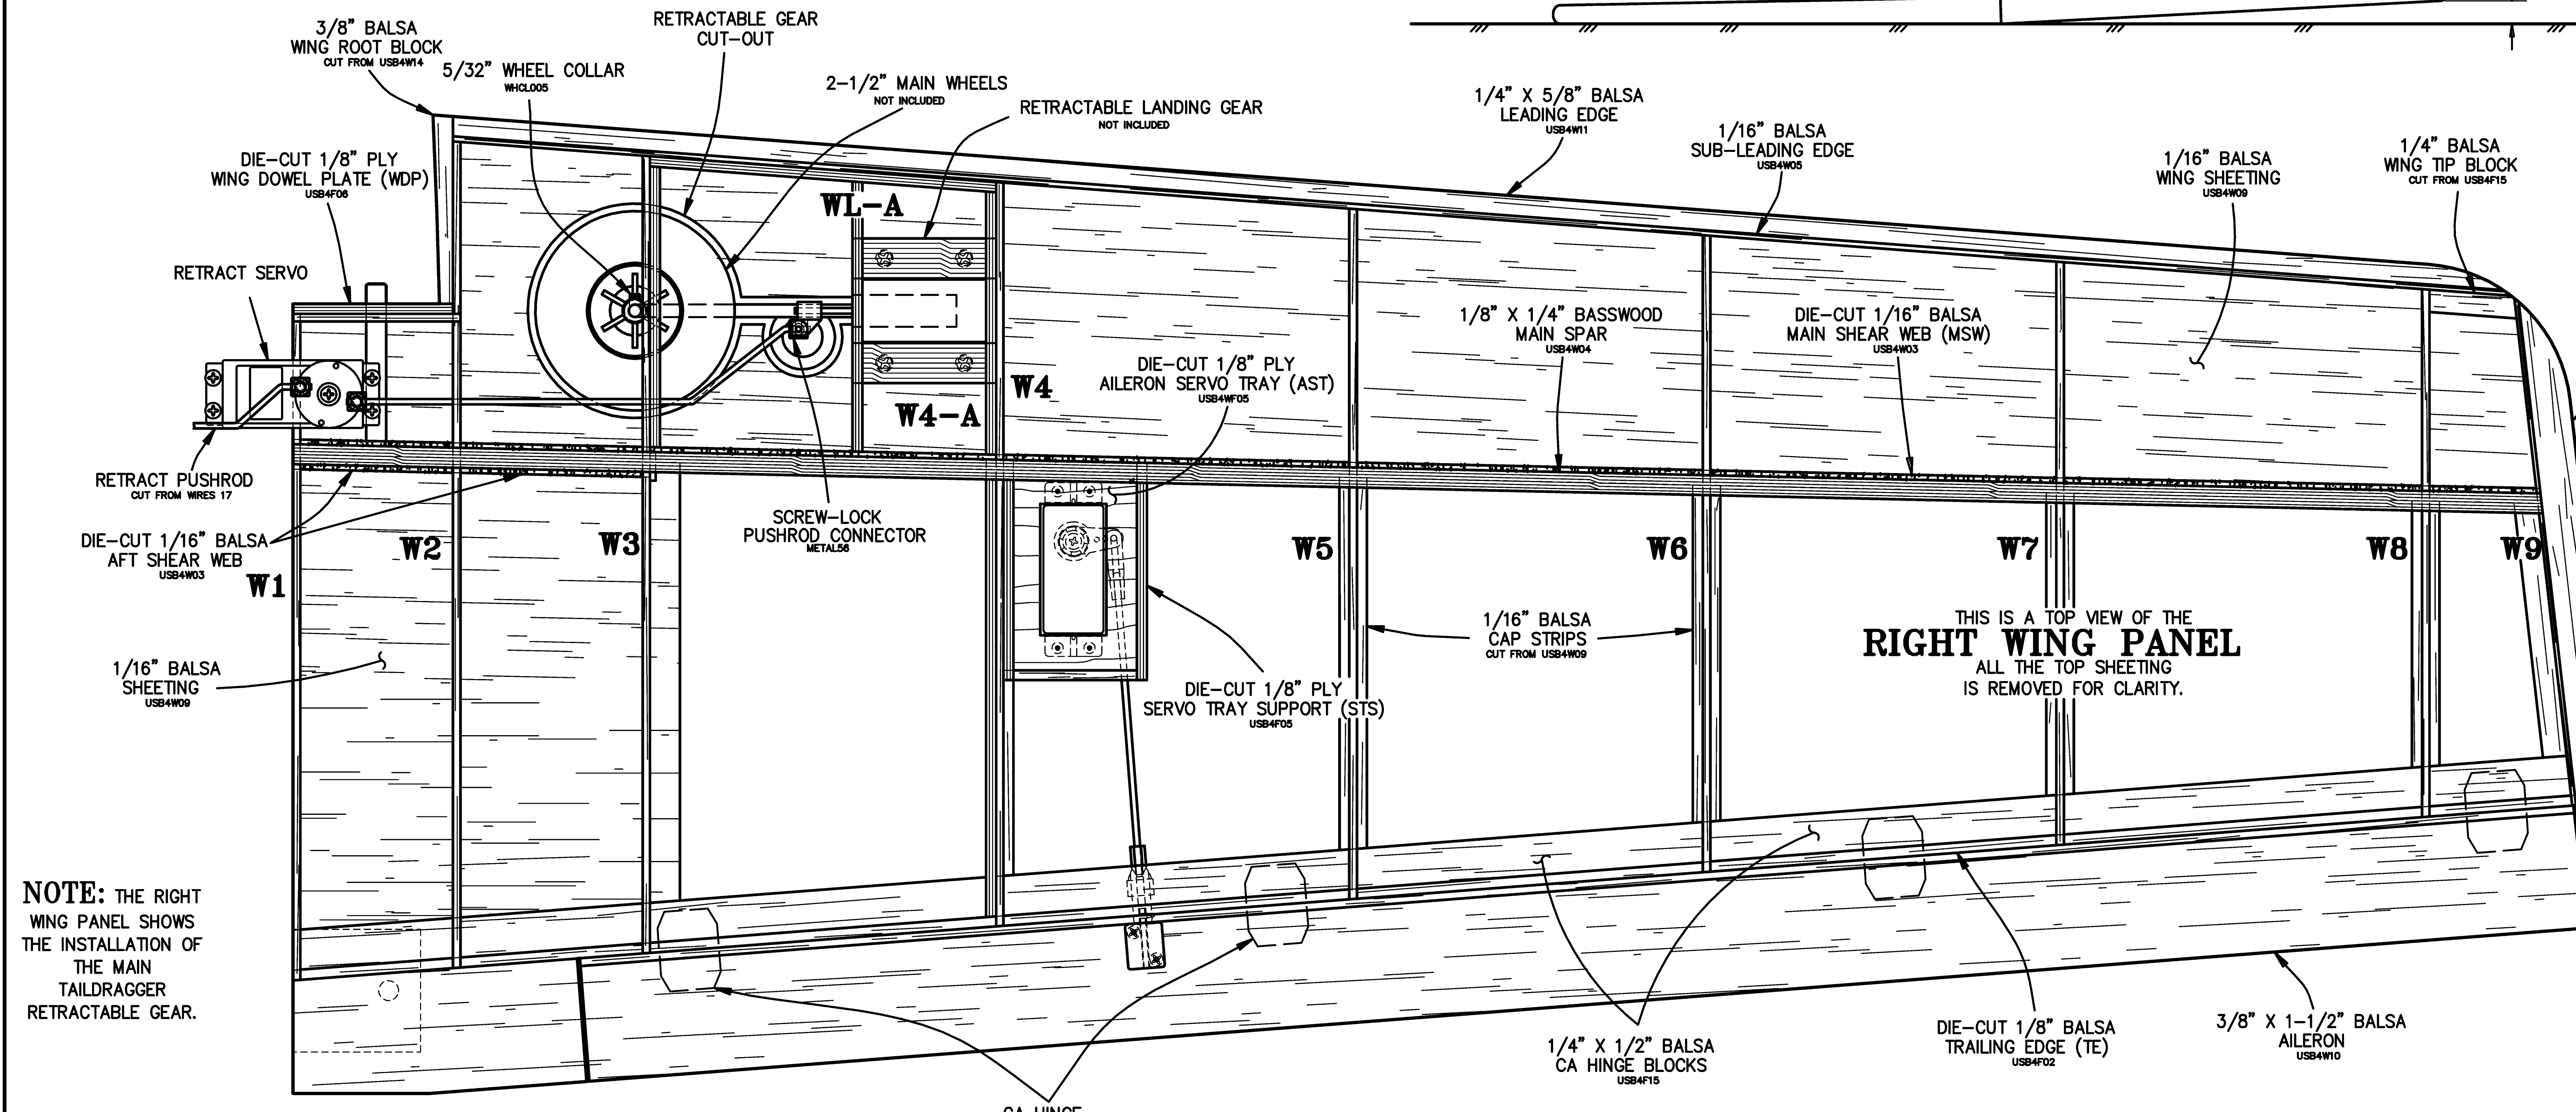 3/8" BALSA
WING ROOT BLOCK
CUT FROM USB4W14
RETRACTABLE GEAR
CUT-OUT
5/32" WHEEL COLLAR
WHCL005
2-1/2" MAIN WHEELS
NOT INCLUDED
RETRACTABLE LANDING GEAR
NOT INCLUDED
1/4" X 5/8" BALSA
LEADING EDGE
USB4W11
1/16" BALSA
SUB-LEADING EDGE
USB4W05
1/16" BALSA
WING SHEETING
USB4W09
1/4" BALSA
WING TIP BLOCK
CUT FROM USB4F15
DIE-CUT 1/8" PLY
WING DOWEL PLATE (WDP)
USB4F06
WL-A
RETRACT SERVO
1/8" X 1/4" BASSWOOD
MAIN SPAR
USB4W04
DIE-CUT 1/16" BALSA
MAIN SHEAR WEB (MSW)
USB4W03
DIE-CUT 1/8" PLY
AILERON SERVO TRAY (AST)
USB4WF05
W4
W4-A
RETRACT PUSHROD
CUT FROM WIRES 17
SCREW-LOCK
PUSHROD CONNECTOR
METAL56
DIE-CUT 1/16" BALSA
AFT SHEAR WEB
USB4W03
W1
W2
W3
W5
W6
W7
W8
W9
1/16" BALSA
SHEETING
USB4W09
1/16" BALSA
CAP STRIPS
CUT FROM USB4W09
THIS IS A TOP VIEW OF THE
RIGHT WING PANEL
ALL THE TOP SHEETING
IS REMOVED FOR CLARITY.
DIE-CUT 1/8" PLY
SERVO TRAY SUPPORT (STS)
USB4F05
NOTE: THE RIGHT
WING PANEL SHOWS
THE INSTALLATION OF
THE MAIN
TAILDRAGGER
RETRACTABLE GEAR.
1/4" X 1/2" BALSA
CA HINGE BLOCKS
USB4F15
DIE-CUT 1/8" BALSA
TRAILING EDGE (TE)
USB4F02
3/8" X 1-1/2" BALSA
AILERON
USB4W10
CA HINGE